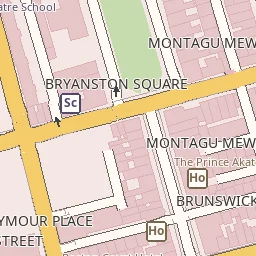 atre School
MONTAGU MEW
BRYANSTON SQUARE
Sc
MONTAGU MEW
The Prince Akat
Ho
BRUNSWICK
YMOUR PLACE
STREET
Ho